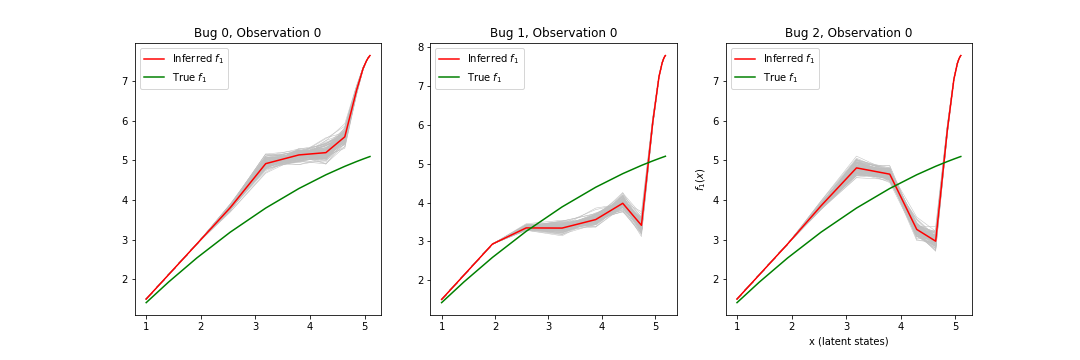 Bug 0, Observation 0
Inferred f₁
True f₁
7
6
5
4
3
2
1 2 3 4 5
Bug 1, Observation 0
Inferred f₁
True f₁
8
7
6
5
4
3
2
1 2 3 4 5
Bug 2, Observation 0
Inferred f₁
True f₁
f₁(x)
7
6
5
4
3
2
1 2 3 4 5
x (latent states)